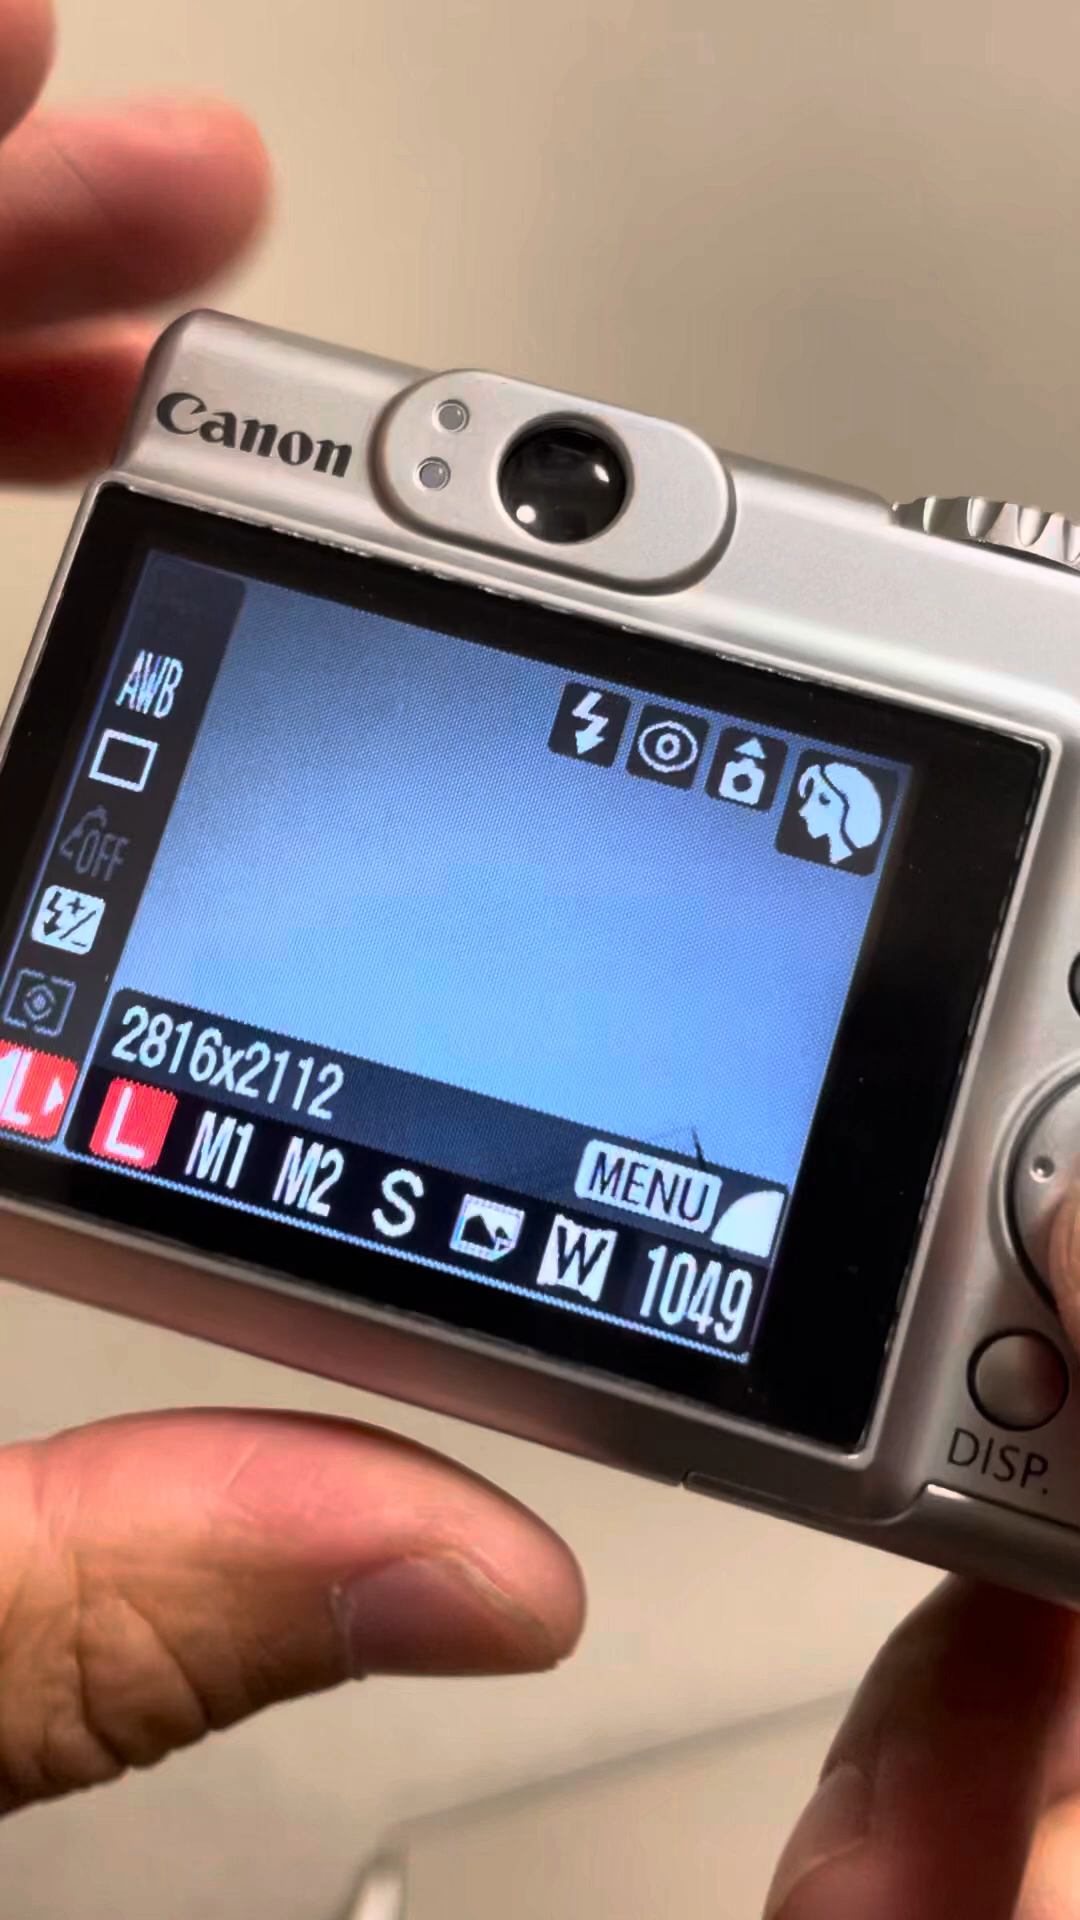 Canon
AWB
OFF
2816x2112
L
L M1 M2 S W 1049
MENU
DISP.